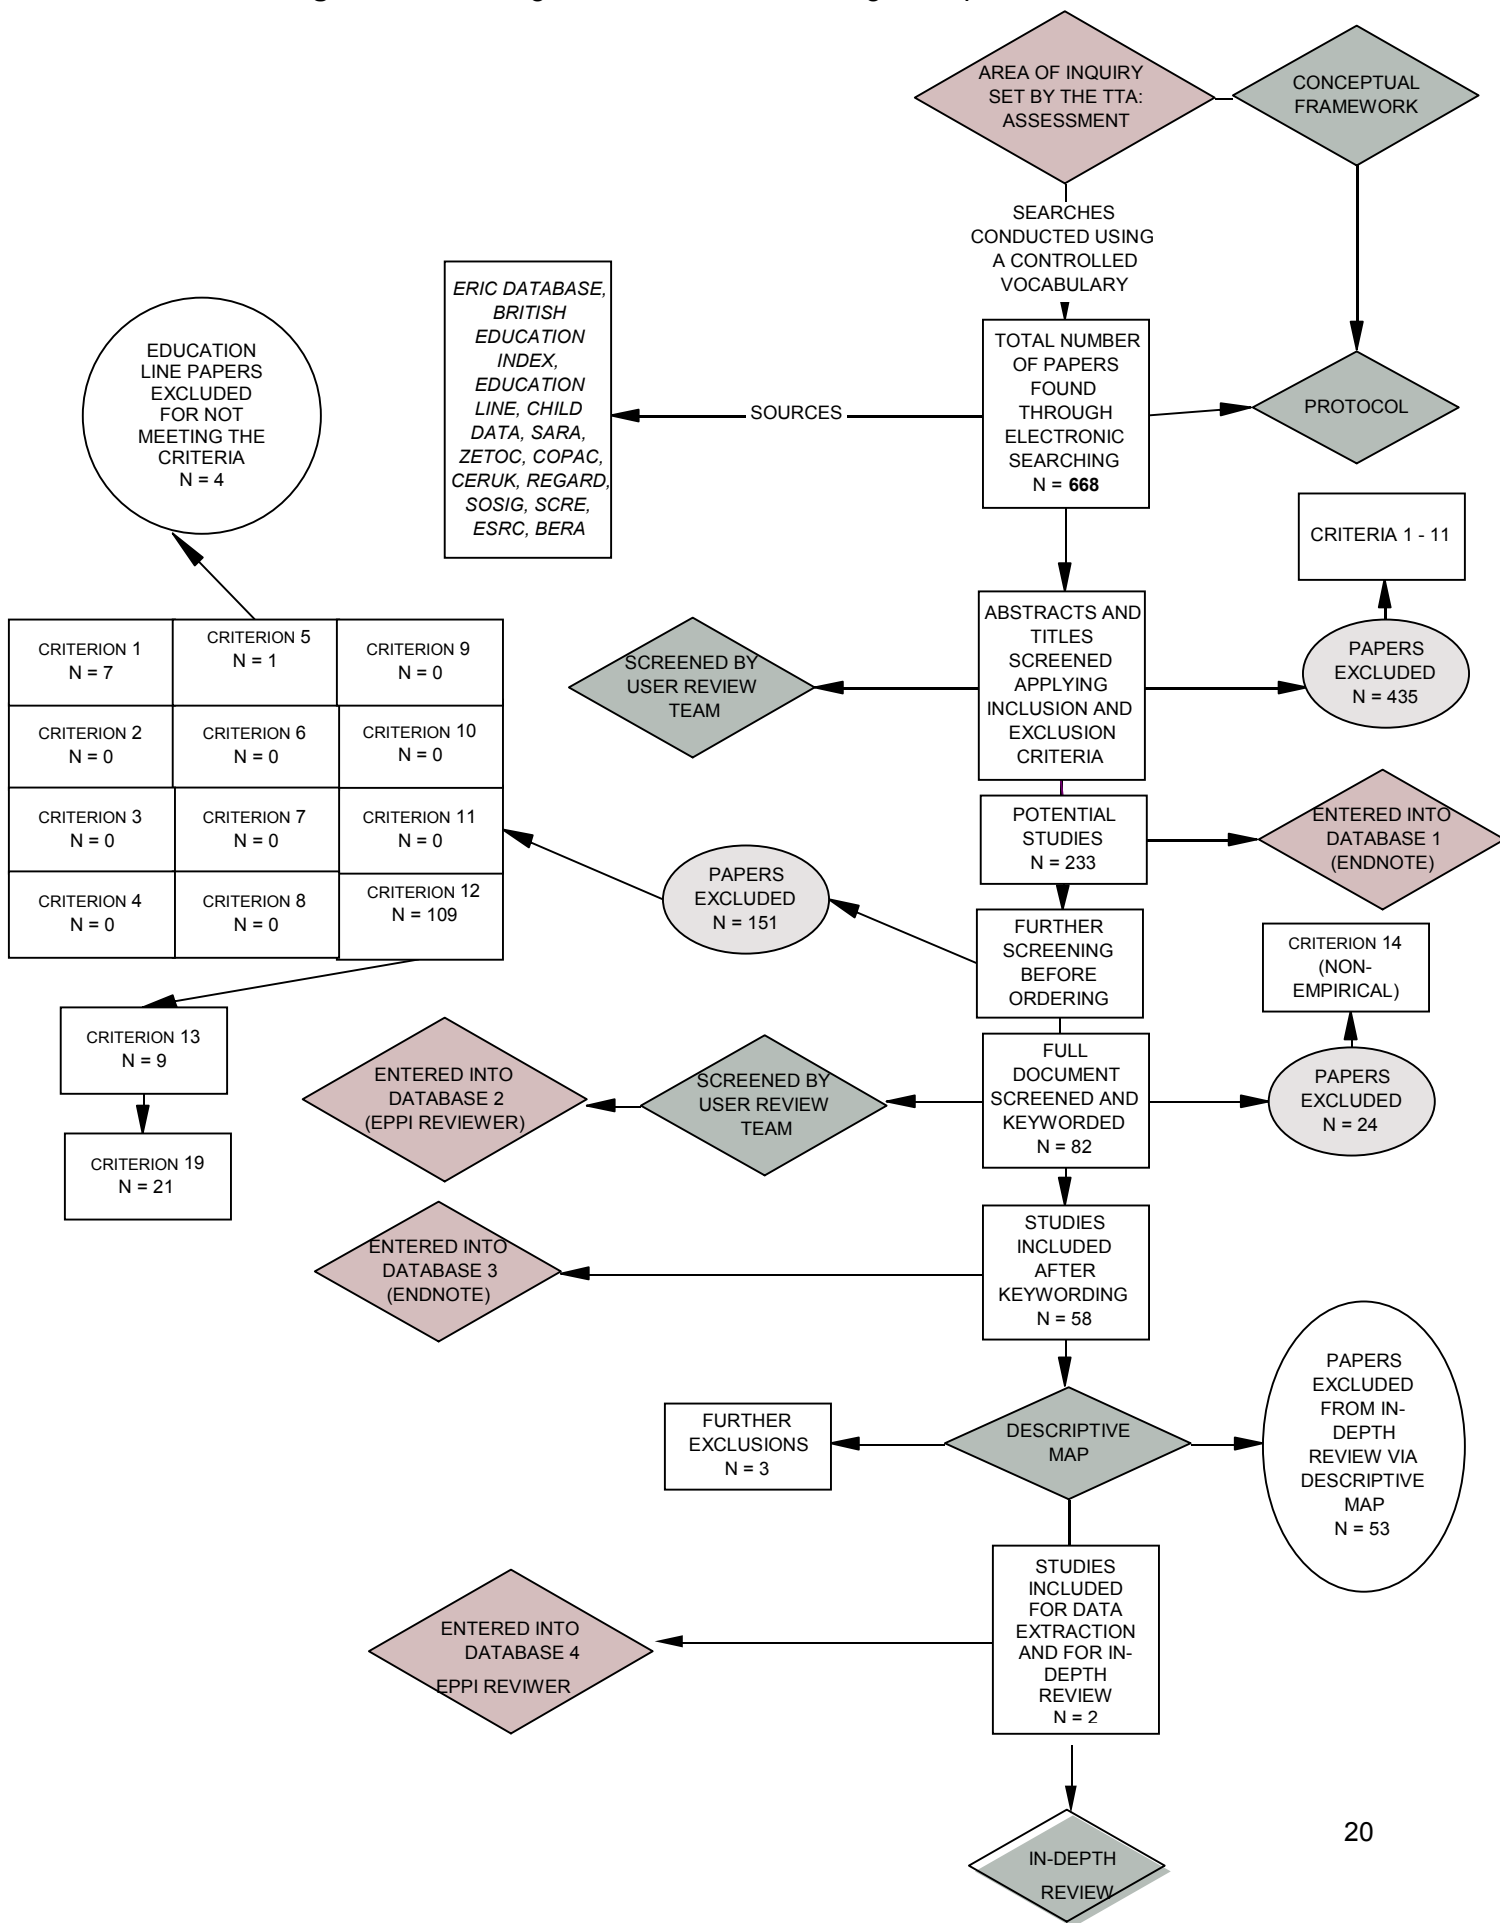 AREA OF INQUIRY
SET BY THE TTA:
ASSESSMENT
CONCEPTUAL
FRAMEWORK
SEARCHES
CONDUCTED USING
A CONTROLLED
VOCABULARY
ERIC DATABASE,
BRITISH
EDUCATION
INDEX,
EDUCATION
LINE, CHILD
DATA, SARA,
ZETOC, COPAC,
CERUK, REGARD,
SOSIG, SCRE,
ESRC, BERA
SOURCES
TOTAL NUMBER
OF PAPERS
FOUND
THROUGH
ELECTRONIC
SEARCHING
N = 668
PROTOCOL
EDUCATION
LINE PAPERS
EXCLUDED
FOR NOT
MEETING THE
CRITERIA
N = 4
CRITERIA 1 - 11
ABSTRACTS AND
TITLES
SCREENED
APPLYING
INCLUSION AND
EXCLUSION
CRITERIA
SCREENED BY
USER REVIEW
TEAM
PAPERS
EXCLUDED
N = 435
CRITERION 1
N = 7
CRITERION 5
N = 1
CRITERION 9
N = 0
CRITERION 2
N = 0
CRITERION 6
N = 0
CRITERION 10
N = 0
CRITERION 3
N = 0
CRITERION 7
N = 0
CRITERION 11
N = 0
CRITERION 4
N = 0
CRITERION 8
N = 0
CRITERION 12
N = 109
POTENTIAL
STUDIES
N = 233
ENTERED INTO
DATABASE 1
(ENDNOTE)
PAPERS
EXCLUDED
N = 151
FURTHER
SCREENING
BEFORE
ORDERING
CRITERION 14
(NON-
EMPIRICAL)
CRITERION 13
N = 9
CRITERION 19
N = 21
ENTERED INTO
DATABASE 2
(EPPI REVIEWER)
SCREENED BY
USER REVIEW
TEAM
FULL
DOCUMENT
SCREENED AND
KEYWORDED
N = 82
PAPERS
EXCLUDED
N = 24
ENTERED INTO
DATABASE 3
(ENDNOTE)
STUDIES
INCLUDED
AFTER
KEYWORDING
N = 58
FURTHER
EXCLUSIONS
N = 3
DESCRIPTIVE
MAP
PAPERS
EXCLUDED
FROM IN-
DEPTH
REVIEW VIA
DESCRIPTIVE
MAP
N = 53
ENTERED INTO
DATABASE 4
EPPI REVIWER
STUDIES
INCLUDED
FOR DATA
EXTRACTION
AND FOR IN-
DEPTH
REVIEW
N = 2
IN-DEPTH
REVIEW
20